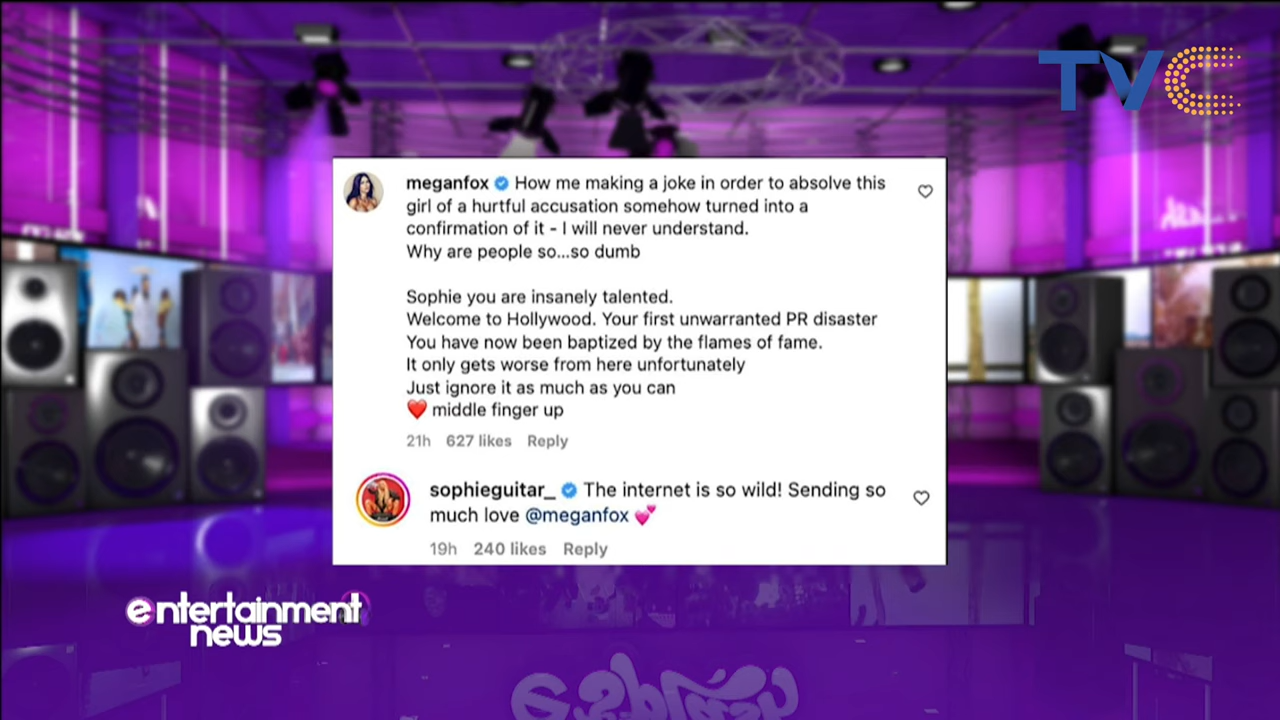 TVC
meganfox How me making a joke in order to absolve this
girl of a hurtful accusation somehow turned into a
confirmation of it - I will never understand.
Why are people so...so dumb
Sophie you are insanely talented.
Welcome to Hollywood. Your first unwarranted PR disaster
You have now been baptized by the flames of fame.
It only gets worse from here unfortunately
Just ignore it as much as you can
❤️ middle finger up
21h 627 likes Reply
sophieguitar_ The internet is so wild! Sending so
much love @meganfox 💕
19h 240 likes Reply
entertainment
news